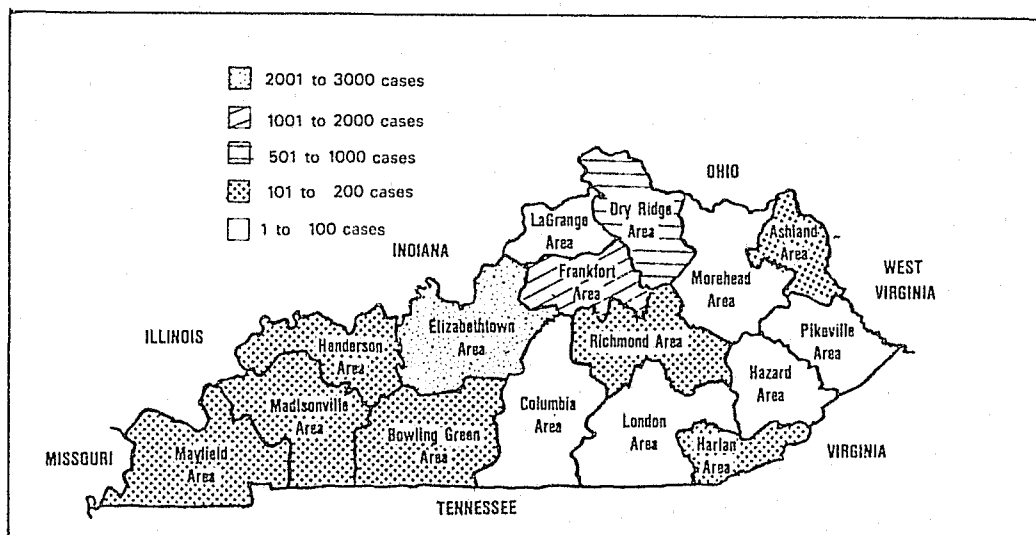 2001 to 3000 cases
1001 to 2000 cases
501 to 1000 cases
101 to 200 cases
1 to 100 cases
OHIO
LaGrange
Area
Dry Ridge
Area
Ashland
Area
INDIANA
Frankfort
Area
Morehead
Area
WEST
VIRGINIA
ILLINOIS
Henderson
Area
Elizabethtown
Area
Richmond Area
Pikeville
Area
Hazard
Area
Madisonville
Area
Columbia
Area
London
Area
Bowling Green
Area
Harlan
Area
VIRGINIA
MISSOURI
Mayfield
Area
TENNESSEE